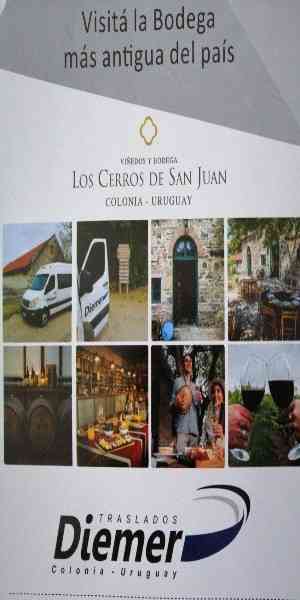 Visitá la Bodega
más antigua del país
VIÑEDOS Y BODEGA
LOS CERROS DE SAN JUAN
COLONIA - URUGUAY
Diemer
TRASLADOS
Diemer
Colonia - Uruguay